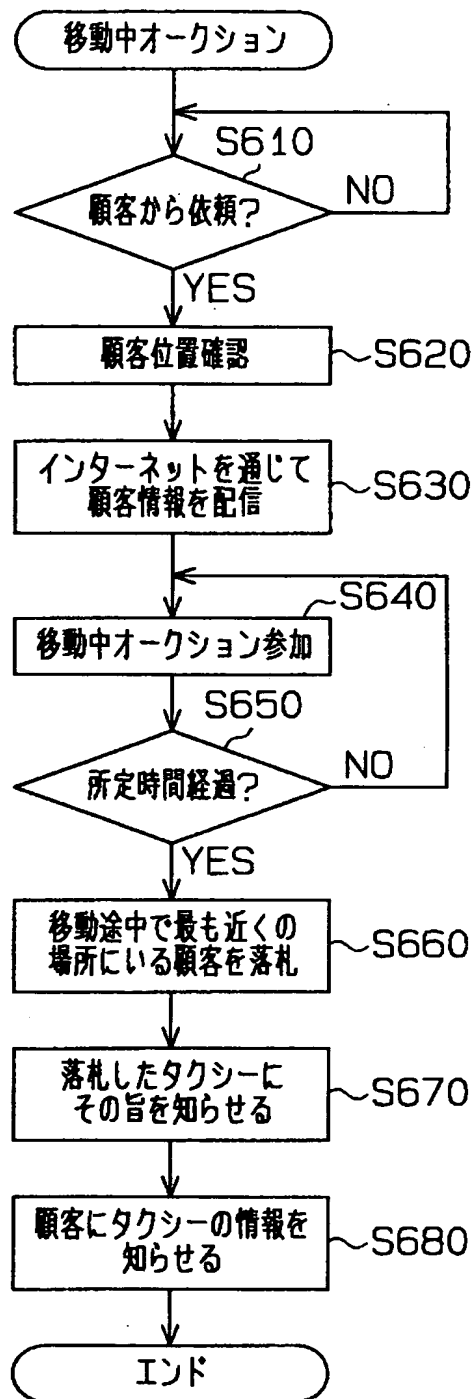 移動中オークション
S610
顧客から依頼?
NO
YES
顧客位置確認
S620
インターネットを通じて
顧客情報を配信
S630
S640
移動中オークション参加
S650
所定時間経過?
NO
YES
移動途中で最も近くの
場所にいる顧客を落札
S660
落札したタクシーに
その旨を知らせる
S670
顧客にタクシーの情報を
知らせる
S680
エンド